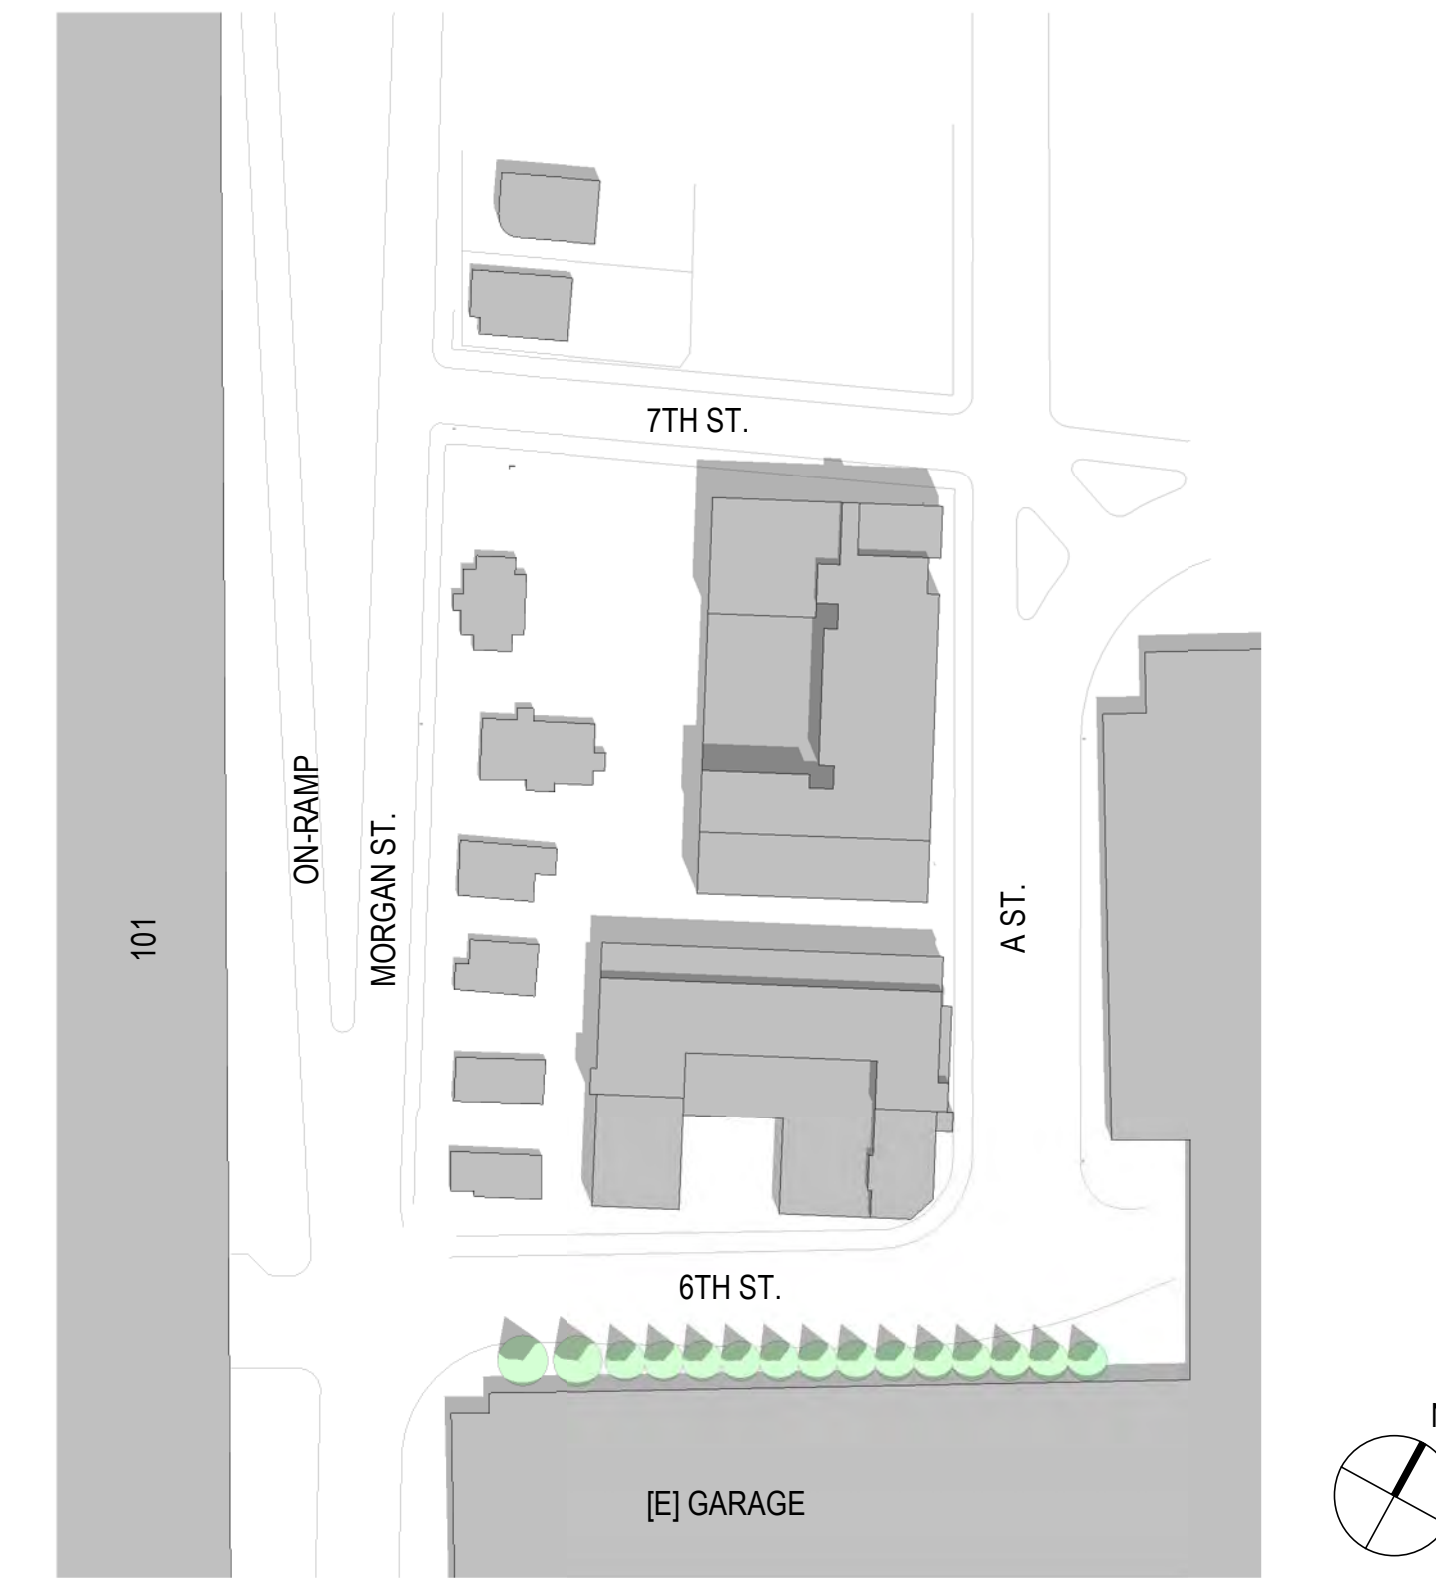 7TH ST.
ON-RAMP
MORGAN ST.
A ST.
101
6TH ST.
[E] GARAGE